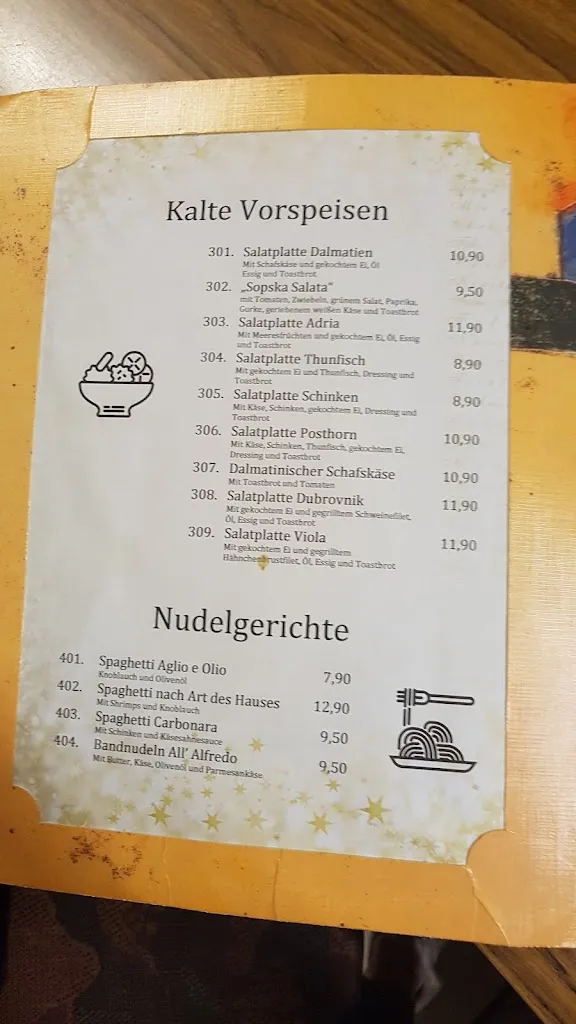 Kalte Vorspeisen
301. Salatplatte Dalmatien 10,90
Mit Schafskäse und gekochtem Ei, Öl
Essig und Toastbrot
302. „Sopska Salata" 9,50
mit Tomaten, Zwiebeln, grünem Salat, Paprika,
Gurke, geriebenem weißen Käse und Toastbrot
303. Salatplatte Adria 11,90
Mit Meeresfrüchten und gekochtem Ei, Öl, Essig
und Toastbrot
304. Salatplatte Thunfisch 8,90
Mit gekochtem Ei und Thunfisch, Dressing und
Toastbrot
305. Salatplatte Schinken 8,90
Mit Käse, Schinken, gekochtem Ei, Dressing und
Toastbrot
306. Salatplatte Posthorn 10,90
Mit Käse, Schinken, Thunfisch, gekochtem Ei,
Dressing und Toastbrot
307. Dalmatinischer Schafskäse 10,90
Mit Toastbrot und Tomaten
308. Salatplatte Dubrovnik 11,90
Mit gekochtem Ei und gegrilltem Schweinefilet,
Öl, Essig und Toastbrot
309. Salatplatte Viola 11,90
Mit gekochtem Ei und gegrilltem
Hähnchenbrustfilet, Öl, Essig und Toastbrot
Nudelgerichte
401. Spaghetti Aglio e Olio 7,90
Knoblauch und Olivenöl
402. Spaghetti nach Art des Hauses 12,90
Mit Shrimps und Knoblauch
403. Spaghetti Carbonara 9,50
Mit Schinken und Käsesahnesauce
404. Bandnudeln All' Alfredo 9,50
Mit Butter, Käse, Olivenöl und Parmesankäse